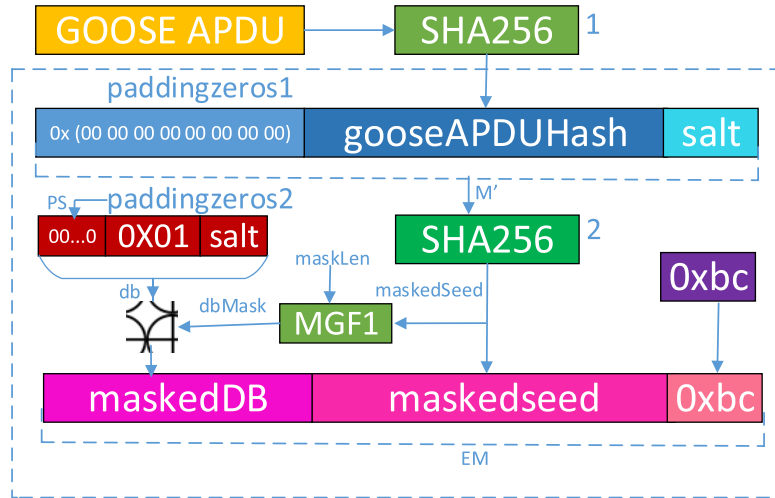 GOOSE APDU
SHA256
1
paddingzeros1
0x (00 00 00 00 00 00 00 00)
gooseAPDUHash
salt
M’
PS
paddingzeros2
00...0
0X01
salt
SHA256
2
maskLen
maskedSeed
0xbc
db
dbMask
MGF1
maskedDB
maskedseed
0xbc
EM